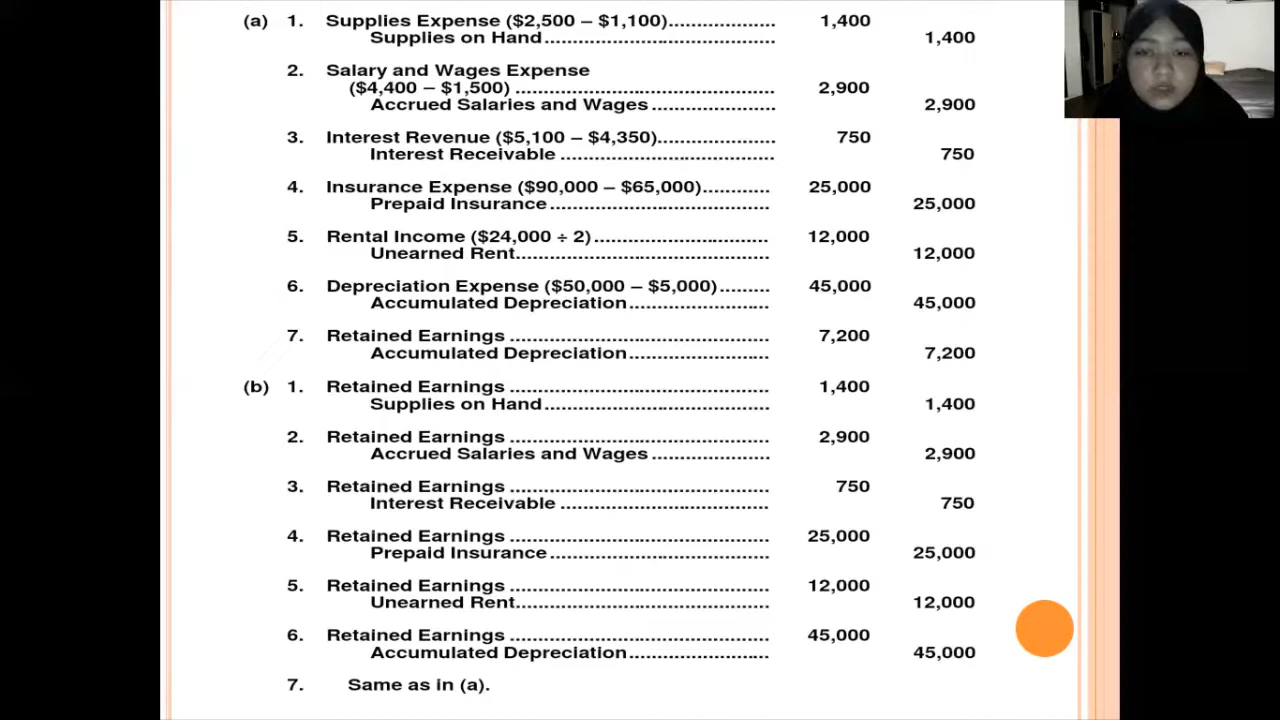 (a) 1. Supplies Expense ($2,500 – $1,100)........................ 1,400
Supplies on Hand............................................. 1,400
2. Salary and Wages Expense
($4,400 – $1,500) ................................................ 2,900
Accrued Salaries and Wages......................... 2,900
3. Interest Revenue ($5,100 – $4,350).......................... 750
Interest Receivable .......................................... 750
4. Insurance Expense ($90,000 – $65,000)............... 25,000
Prepaid Insurance............................................ 25,000
5. Rental Income ($24,000 ÷ 2).................................... 12,000
Unearned Rent.................................................. 12,000
6. Depreciation Expense ($50,000 – $5,000)............ 45,000
Accumulated Depreciation............................. 45,000
7. Retained Earnings ................................................... 7,200
Accumulated Depreciation............................. 7,200
(b) 1. Retained Earnings ................................................... 1,400
Supplies on Hand............................................. 1,400
2. Retained Earnings ................................................... 2,900
Accrued Salaries and Wages......................... 2,900
3. Retained Earnings ................................................... 750
Interest Receivable .......................................... 750
4. Retained Earnings ................................................... 25,000
Prepaid Insurance............................................ 25,000
5. Retained Earnings ................................................... 12,000
Unearned Rent.................................................. 12,000
6. Retained Earnings ................................................... 45,000
Accumulated Depreciation............................. 45,000
7. Same as in (a).